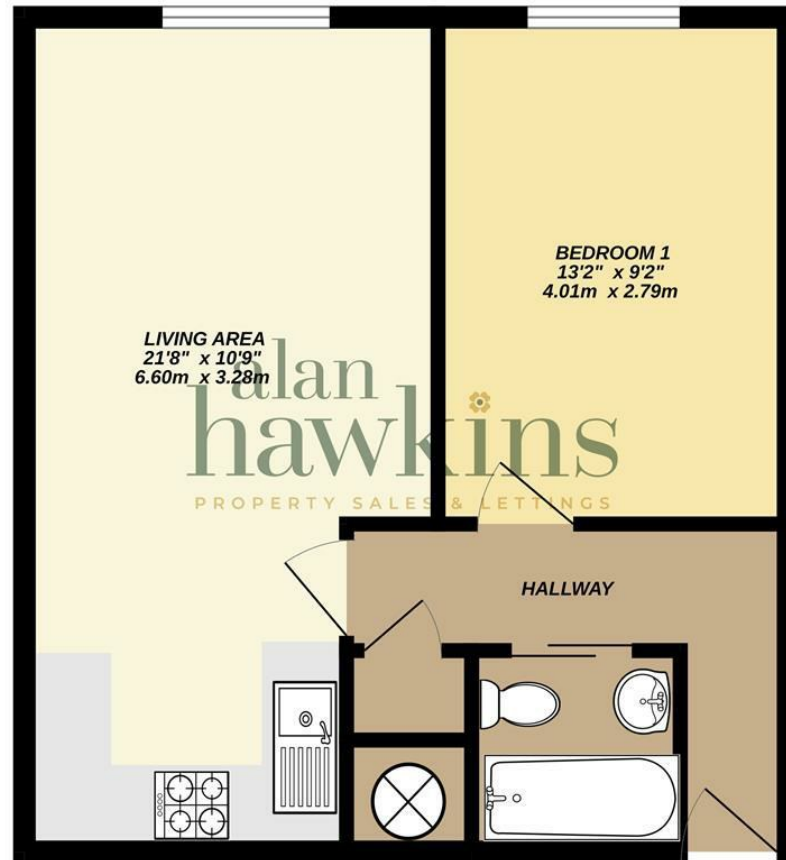 LIVING AREA
21'8" x 10'9"
6.60m x 3.28m
BEDROOM 1
13'2" x 9'2"
4.01m x 2.79m
alan
hawkins
PROPERTY SALES & LETTINGS
HALLWAY